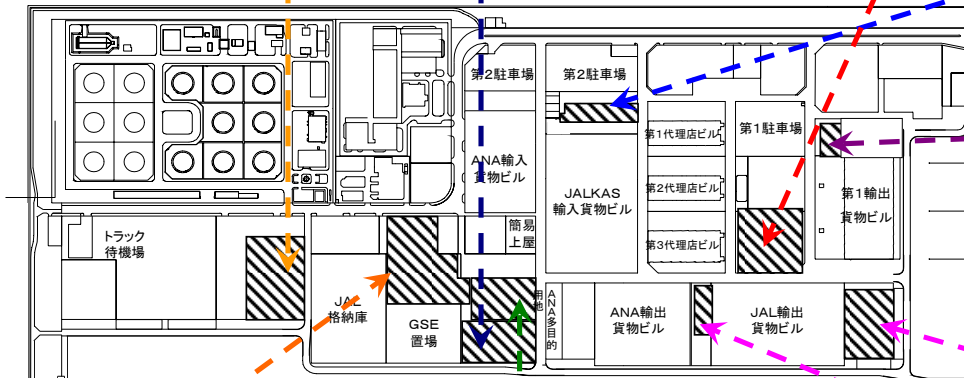 第2駐車場
第2駐車場
第1駐車場
第1代理店ビル
ANA輸入
貨物ビル
JALKAS
輸入貨物ビル
第2代理店ビル
第1輸出
貨物ビル
第3代理店ビル
トラック
待機場
簡易
上屋
JAL
格納庫
GSE
置場
ANA多目的
用地
ANA輸出
貨物ビル
JAL輸出
貨物ビル